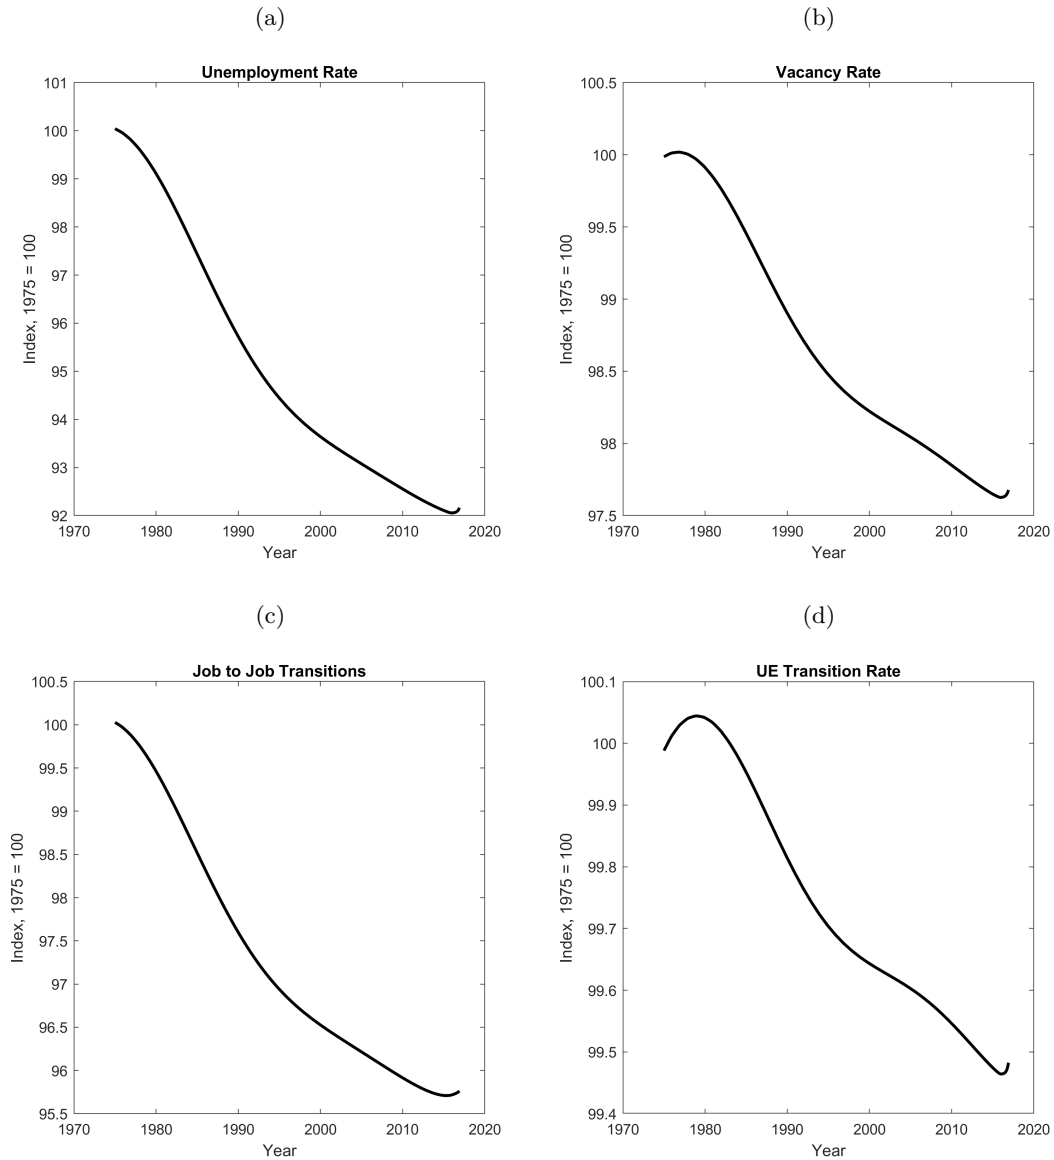 (a)
Unemployment Rate
101
100
99
98
97
96
95
94
93
92
Index, 1975 = 100
1970 1980 1990 2000 2010 2020
Year
(b)
Vacancy Rate
100.5
100
99.5
99
98.5
98
97.5
Index, 1975 = 100
1970 1980 1990 2000 2010 2020
Year
(c)
Job to Job Transitions
100.5
100
99.5
99
98.5
98
97.5
97
96.5
96
95.5
Index, 1975 = 100
1970 1980 1990 2000 2010 2020
Year
(d)
UE Transition Rate
100.1
100
99.9
99.8
99.7
99.6
99.5
99.4
Index, 1975 = 100
1970 1980 1990 2000 2010 2020
Year